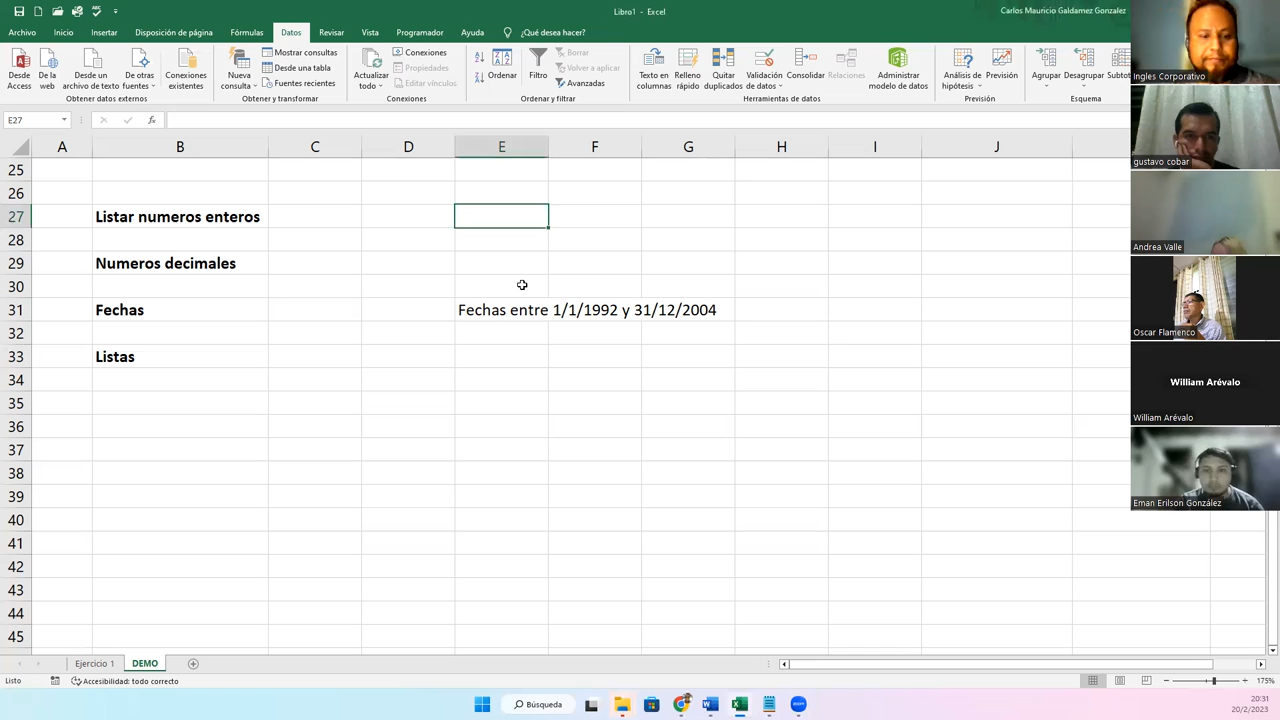 Libro1 - Excel
Carlos Mauricio Galdamez Gonzalez
Archivo Inicio Insertar Disposición de página Fórmulas Datos Revisar Vista Programador Ayuda ¿Qué desea hacer?
Desde Access
De la web
Desde un archivo de texto
De otras fuentes
Conexiones existentes
Obtener datos externos
Nueva consulta
Mostrar consultas
Desde una tabla
Fuentes recientes
Obtener y transformar
Actualizar todo
Conexiones
Propiedades
Editar vínculos
Conexiones
Ordenar
Filtro
Borrar
Volver a aplicar
Avanzadas
Ordenar y filtrar
Texto en columnas
Relleno rápido
Quitar duplicados
Validación de datos
Consolidar
Relaciones
Administrar modelo de datos
Herramientas de datos
Análisis de hipótesis
Previsión
Previsión
Agrupar
Desagrupar
Esquema
E27
fx
A B C D E F G H I J
25
26
27 Listar numeros enteros
28
29 Numeros decimales
30
31 Fechas Fechas entre 1/1/1992 y 31/12/2004
32
33 Listas
34
35
36
37
38
39
40
41
42
43
44
45
Ingles Corporativo
gustavo cobar
Andrea Valle
Oscar Flamenco
William Arévalo
William Arévalo
Eman Erilson González
Ejercicio 1 DEMO
Listo Accesibilidad: todo correcto 175%
Búsqueda
20:31
20/2/2023